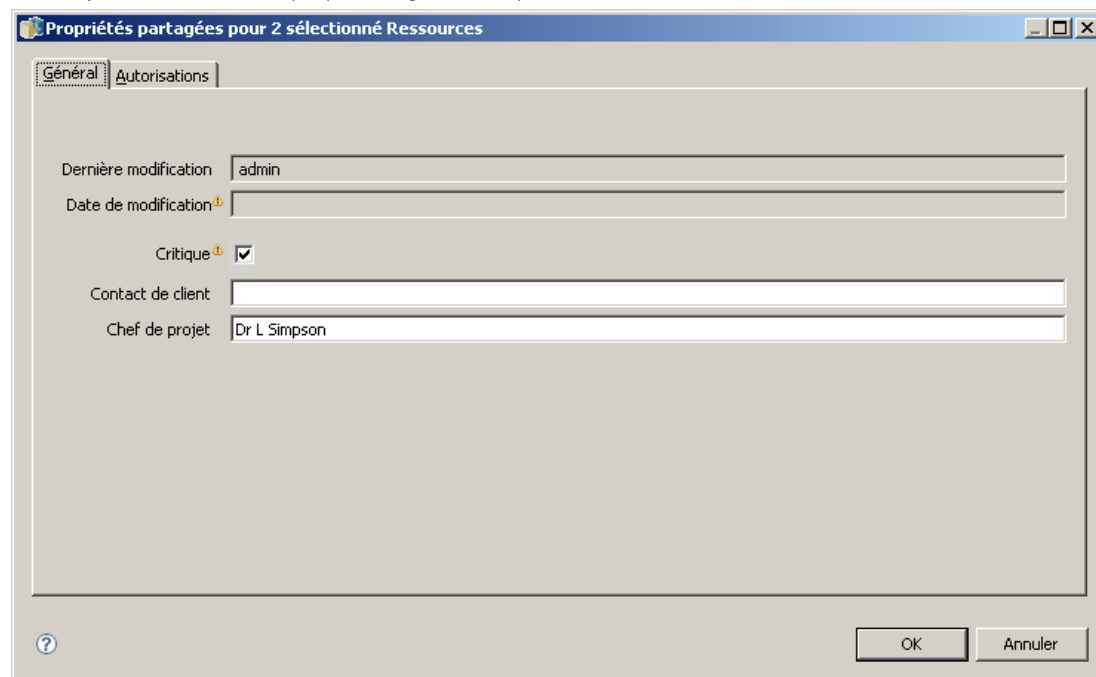 Propriétés partagées pour 2 sélectionné Ressources
Général Autorisations
Dernière modification admin
Date de modification
Critique
Contact de client
Chef de projet Dr L Simpson
OK Annuler